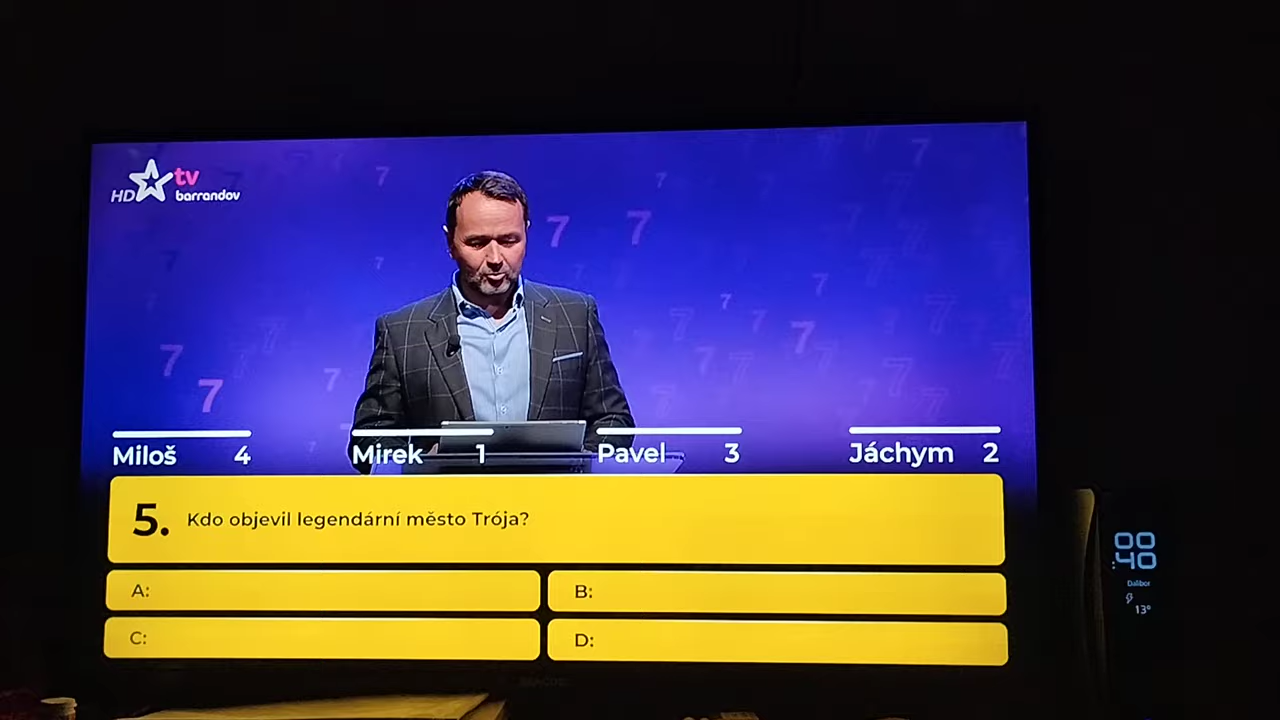 HD tv
barrandov
Miloš 4 Mirek 1 Pavel 3 Jáchym 2
5. Kdo objevil legendární město Trója?
A: B:
C: D:
00
:40
Dalibor
13°